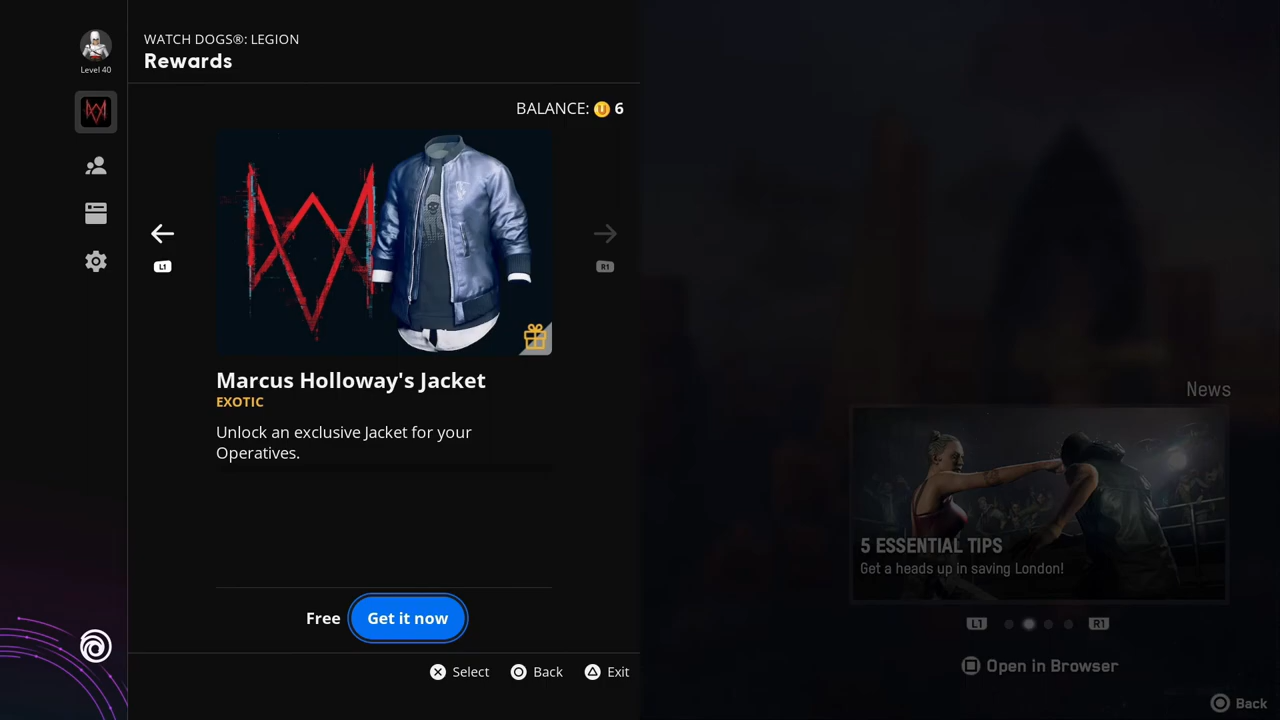 WATCH DOGS®: LEGION
Rewards
Level 40
BALANCE: 6
L1
R1
Marcus Holloway's Jacket
EXOTIC
Unlock an exclusive Jacket for your
Operatives.
Free
Get it now
Select
Back
Exit
News
5 ESSENTIAL TIPS
Get a heads up in saving London!
L1
R1
Open in Browser
Back